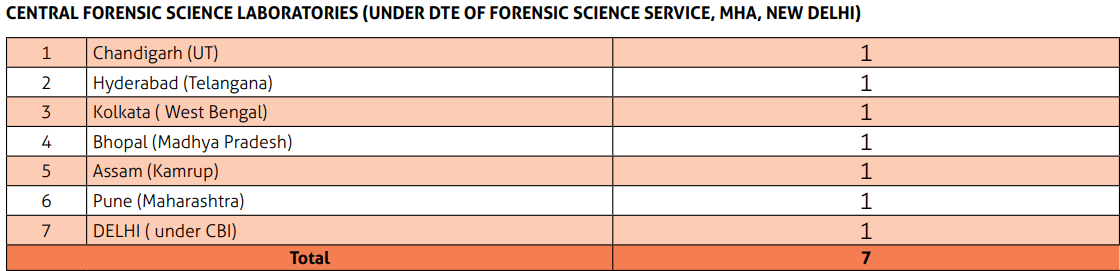 CENTRAL FORENSIC SCIENCE LABORATORIES (UNDER DTE OF FORENSIC SCIENCE SERVICE, MHA, NEW DELHI)
1 Chandigarh (UT) 1
2 Hyderabad (Telangana) 1
3 Kolkata ( West Bengal) 1
4 Bhopal (Madhya Pradesh) 1
5 Assam (Kamrup) 1
6 Pune (Maharashtra) 1
7 DELHI ( under CBI) 1
Total 7